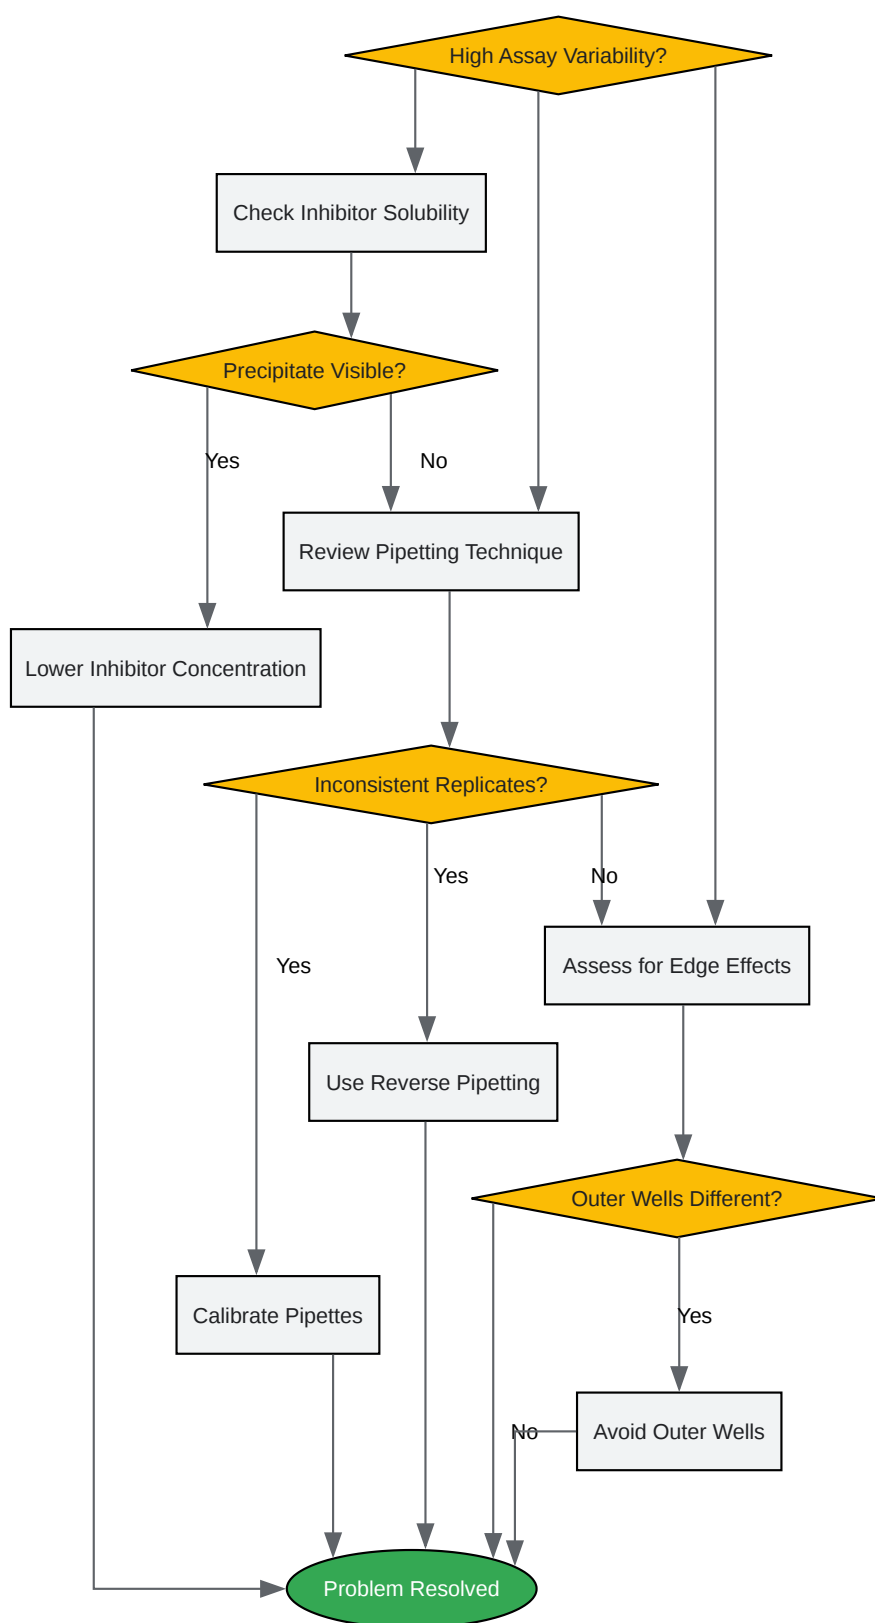 High Assay Variability?
Check Inhibitor Solubility
Precipitate Visible?
Yes
No
Review Pipetting Technique
Lower Inhibitor Concentration
Inconsistent Replicates?
Yes
No
Yes
Assess for Edge Effects
Use Reverse Pipetting
Outer Wells Different?
Calibrate Pipettes
Yes
No
Avoid Outer Wells
Problem Resolved